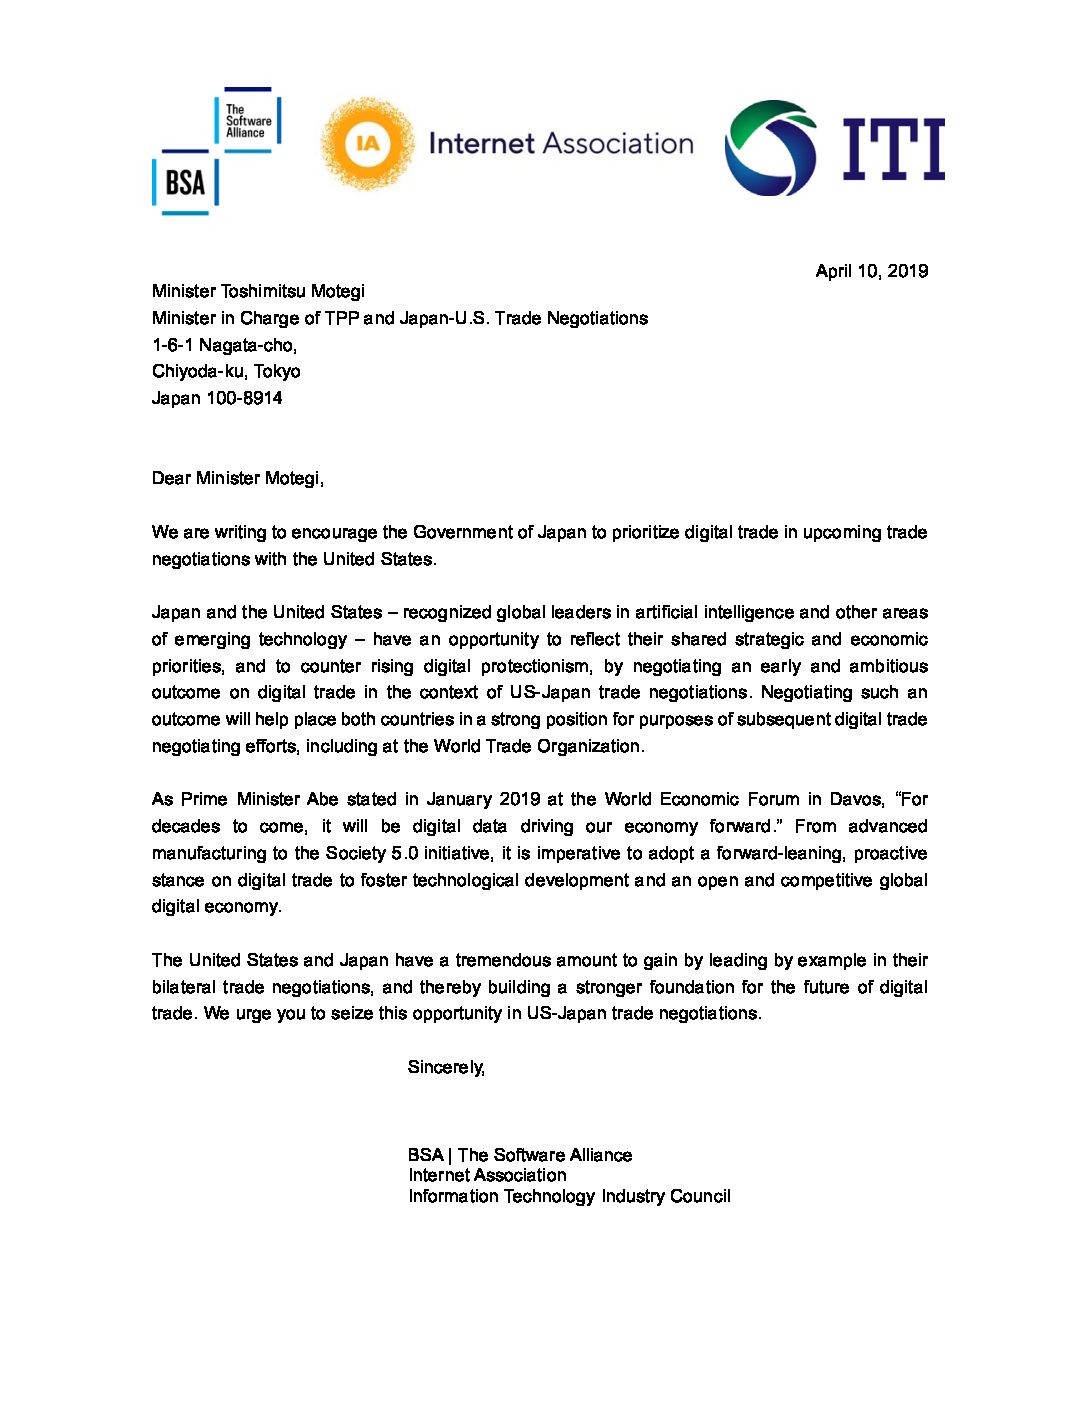 The
Software
Alliance
BSA
IA
Internet Association
ITI
April 10, 2019
Minister Toshimitsu Motegi
Minister in Charge of TPP and Japan-U.S. Trade Negotiations
1-6-1 Nagata-cho,
Chiyoda-ku, Tokyo
Japan 100-8914
Dear Minister Motegi,
We are writing to encourage the Government of Japan to prioritize digital trade in upcoming trade
negotiations with the United States.
Japan and the United States – recognized global leaders in artificial intelligence and other areas
of emerging technology – have an opportunity to reflect their shared strategic and economic
priorities, and to counter rising digital protectionism, by negotiating an early and ambitious
outcome on digital trade in the context of US-Japan trade negotiations. Negotiating such an
outcome will help place both countries in a strong position for purposes of subsequent digital trade
negotiating efforts, including at the World Trade Organization.
As Prime Minister Abe stated in January 2019 at the World Economic Forum in Davos, “For
decades to come, it will be digital data driving our economy forward.” From advanced
manufacturing to the Society 5.0 initiative, it is imperative to adopt a forward-leaning, proactive
stance on digital trade to foster technological development and an open and competitive global
digital economy.
The United States and Japan have a tremendous amount to gain by leading by example in their
bilateral trade negotiations, and thereby building a stronger foundation for the future of digital
trade. We urge you to seize this opportunity in US-Japan trade negotiations.
Sincerely,
BSA | The Software Alliance
Internet Association
Information Technology Industry Council